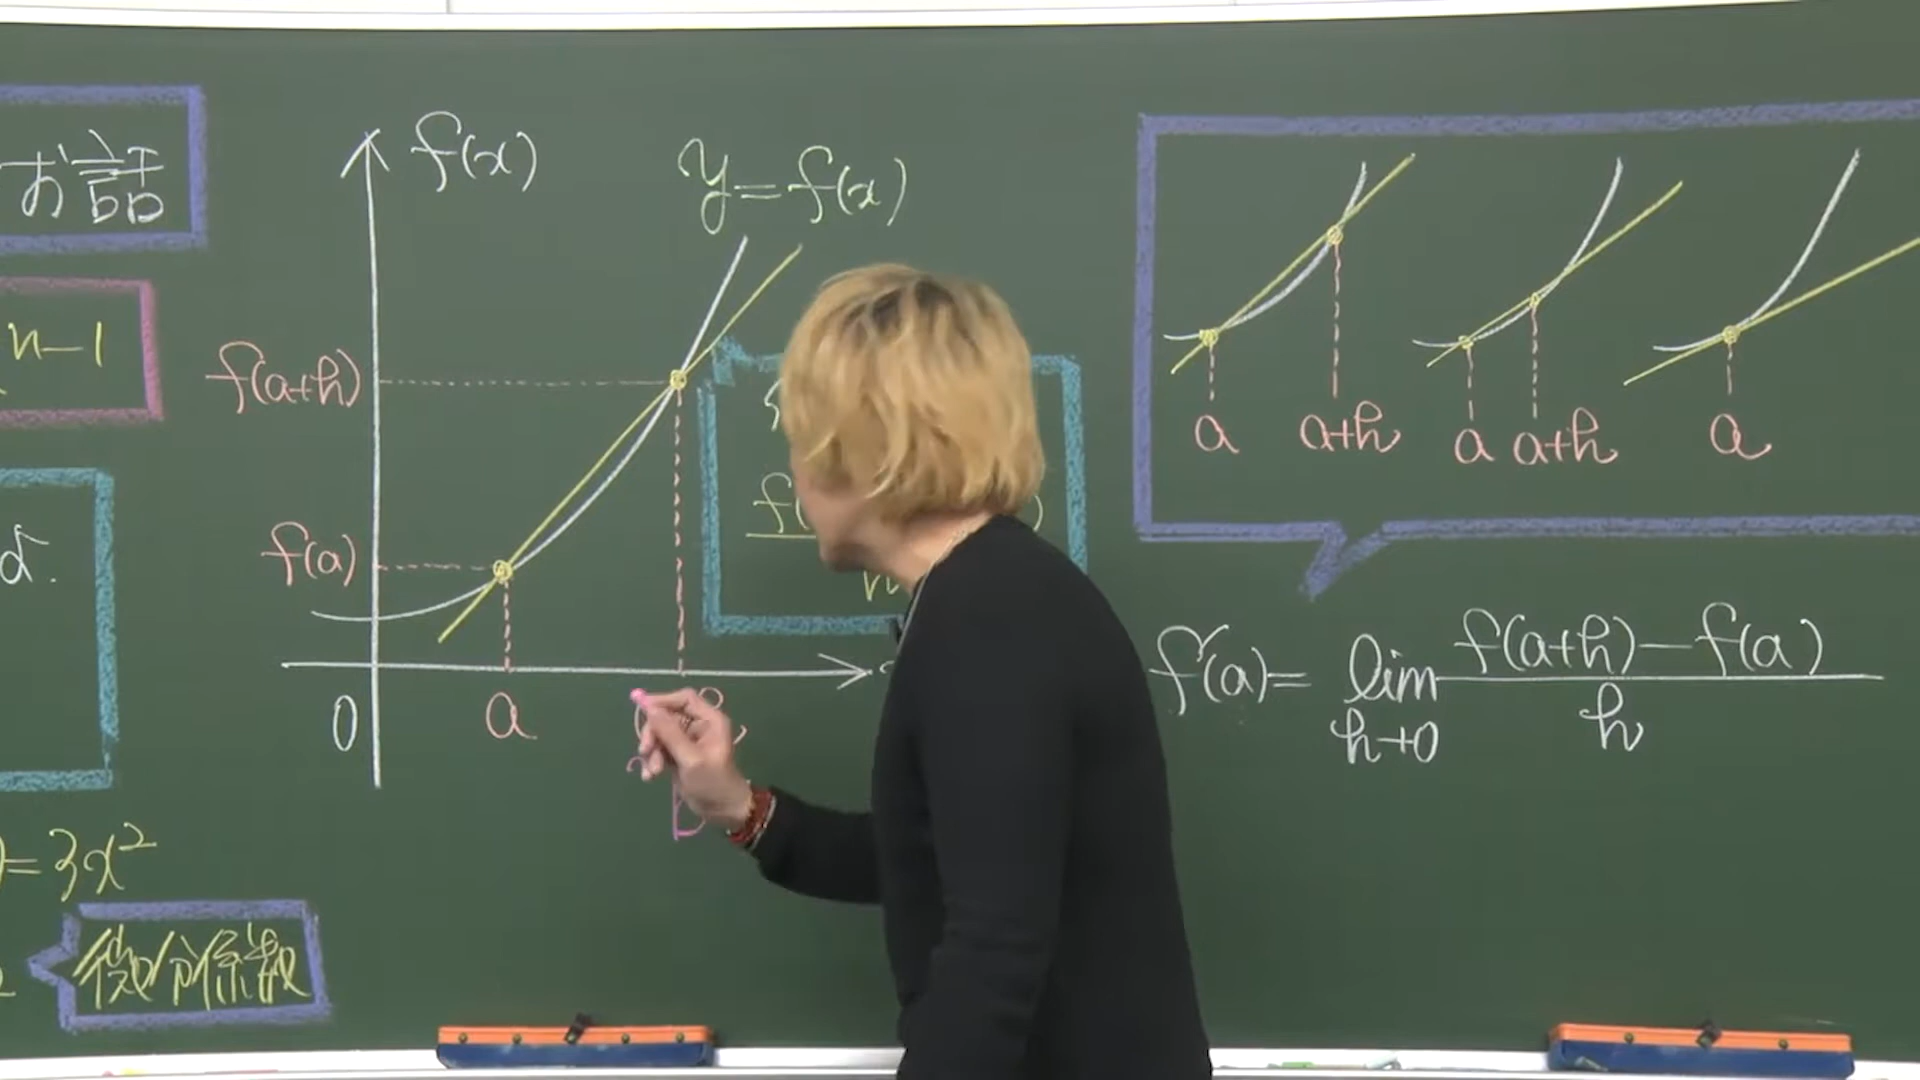 お話
n-1
d.
=3x²
微分係数
f(x)
y=f(x)
f(a+h)
f(a)
0
a
b
a
a+h
a
a+h
a
f'(a)= lim h→0 f(a+h)-f(a)
h